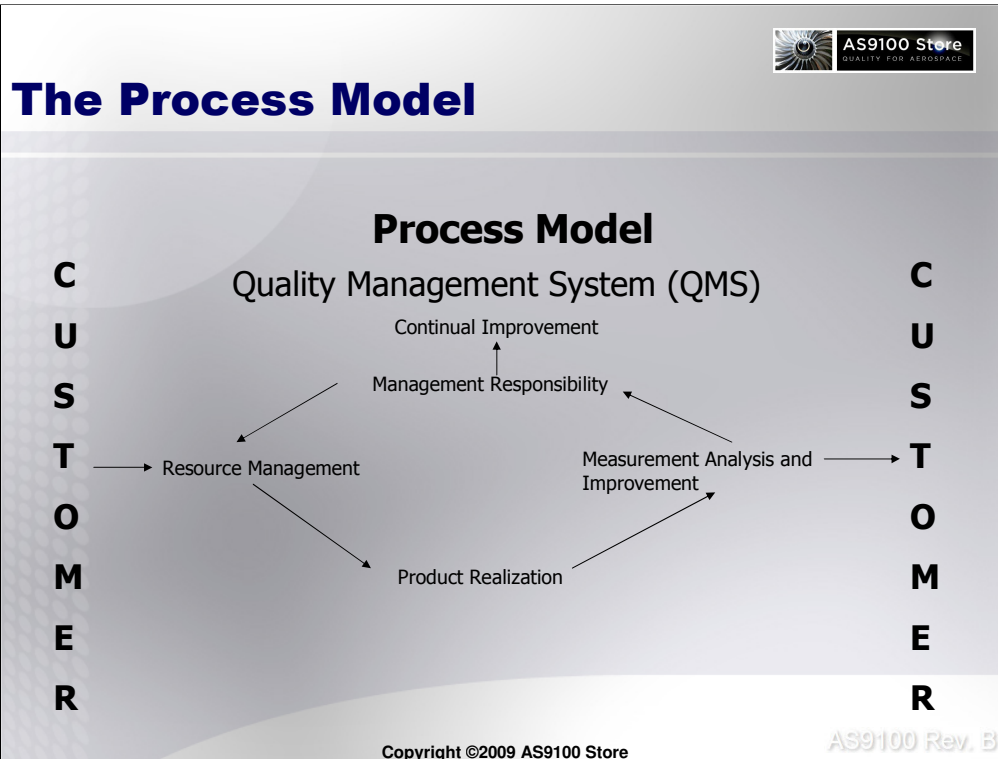 AS9100 Store
QUALITY FOR AEROSPACE
The Process Model
Process Model
Quality Management System (QMS)
Continual Improvement
Management Responsibility
Resource Management
Measurement Analysis and
Improvement
Product Realization
C
U
S
T
O
M
E
R
C
U
S
T
O
M
E
R
Copyright ©2009 AS9100 Store
AS9100 Rev. B